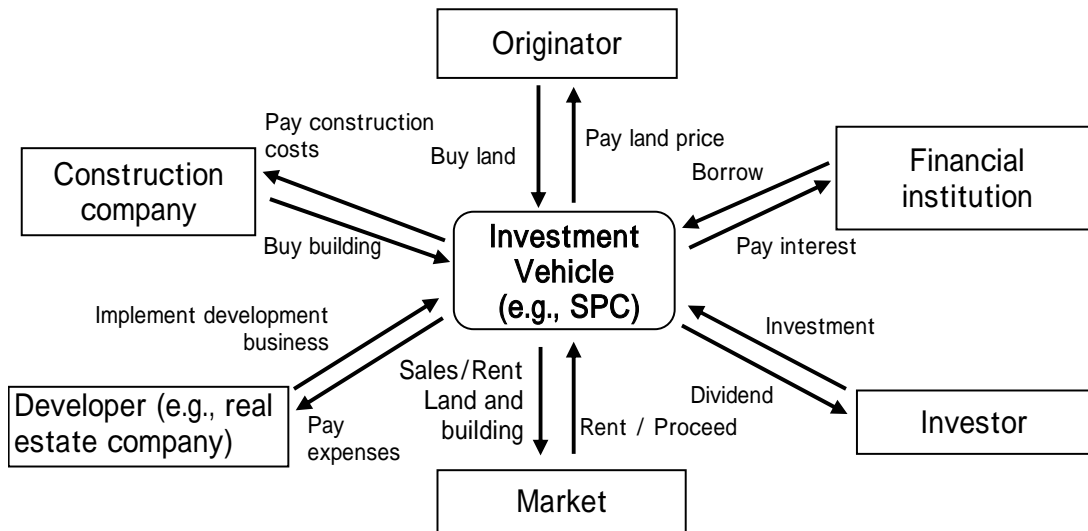 Originator
Pay construction
costs
Buy land
Pay land price
Construction
company
Borrow
Financial
institution
Buy building
Investment
Vehicle
(e.g., SPC)
Pay interest
Implement development
business
Investment
Sales/Rent
Land and
building
Dividend
Developer (e.g., real
estate company)
Pay
expenses
Rent / Proceed
Investor
Market